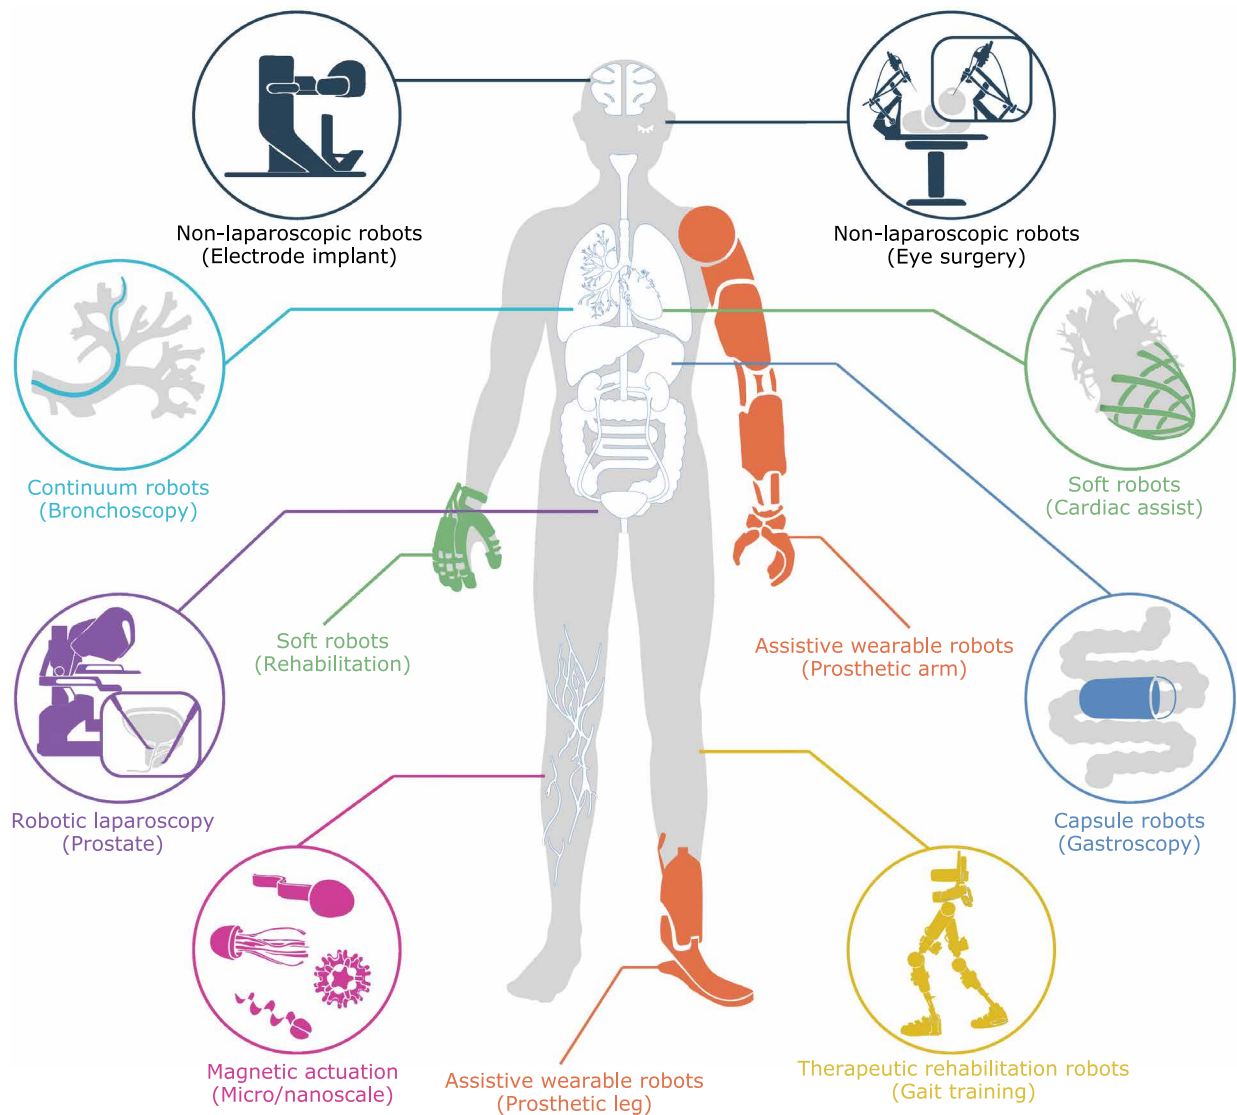 Non-laparoscopic robots
(Electrode implant)
Non-laparoscopic robots
(Eye surgery)
Continuum robots
(Bronchoscopy)
Soft robots
(Cardiac assist)
Soft robots
(Rehabilitation)
Assistive wearable robots
(Prosthetic arm)
Robotic laparoscopy
(Prostate)
Capsule robots
(Gastroscopy)
Magnetic actuation
(Micro/nanoscale)
Assistive wearable robots
(Prosthetic leg)
Therapeutic rehabilitation robots
(Gait training)